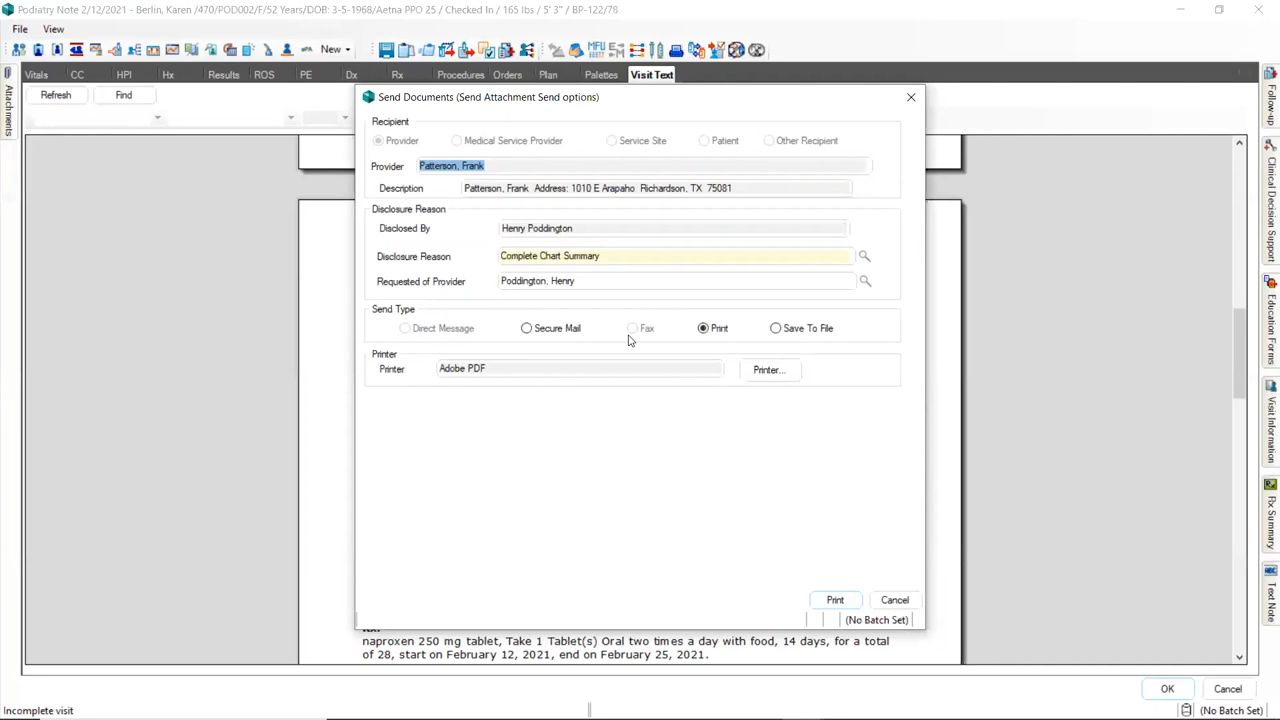 Podiatry Note 2/12/2021 - Berlin, Karen /470/POD002/F/52 Years/DOB: 3-5-1968/Aetna PPO 25 / Checked In / 165 lbs / 5' 3" / BP-122/78
File View
New
MFU
Vitals CC HPI Hx Results ROS PE Dx Rx Procedures Orders Plan Palettes Visit Text
Refresh Find
Attachments
Send Documents (Send Attachment Send options)
Recipient
Provider Medical Service Provider Service Site Patient Other Recipient
Provider Patterson, Frank
Description Patterson, Frank Address: 1010 E Arapaho Richardson, TX 75081
Disclosure Reason
Disclosed By Henry Poddington
Disclosure Reason Complete Chart Summary
Requested of Provider Poddington, Henry
Send Type
Direct Message Secure Mail Fax Print Save To File
Printer
Printer Adobe PDF Printer...
Print Cancel
(No Batch Set)
naproxen 250 mg tablet, Take 1 Tablet(s) Oral two times a day with food, 14 days, for a total
of 28, start on February 12, 2021, end on February 25, 2021.
Follow-up
Clinical Decision Support
Education Forms
Visit Information
Rx Summary
Text Note
OK Cancel
Incomplete visit (No Batch Set)